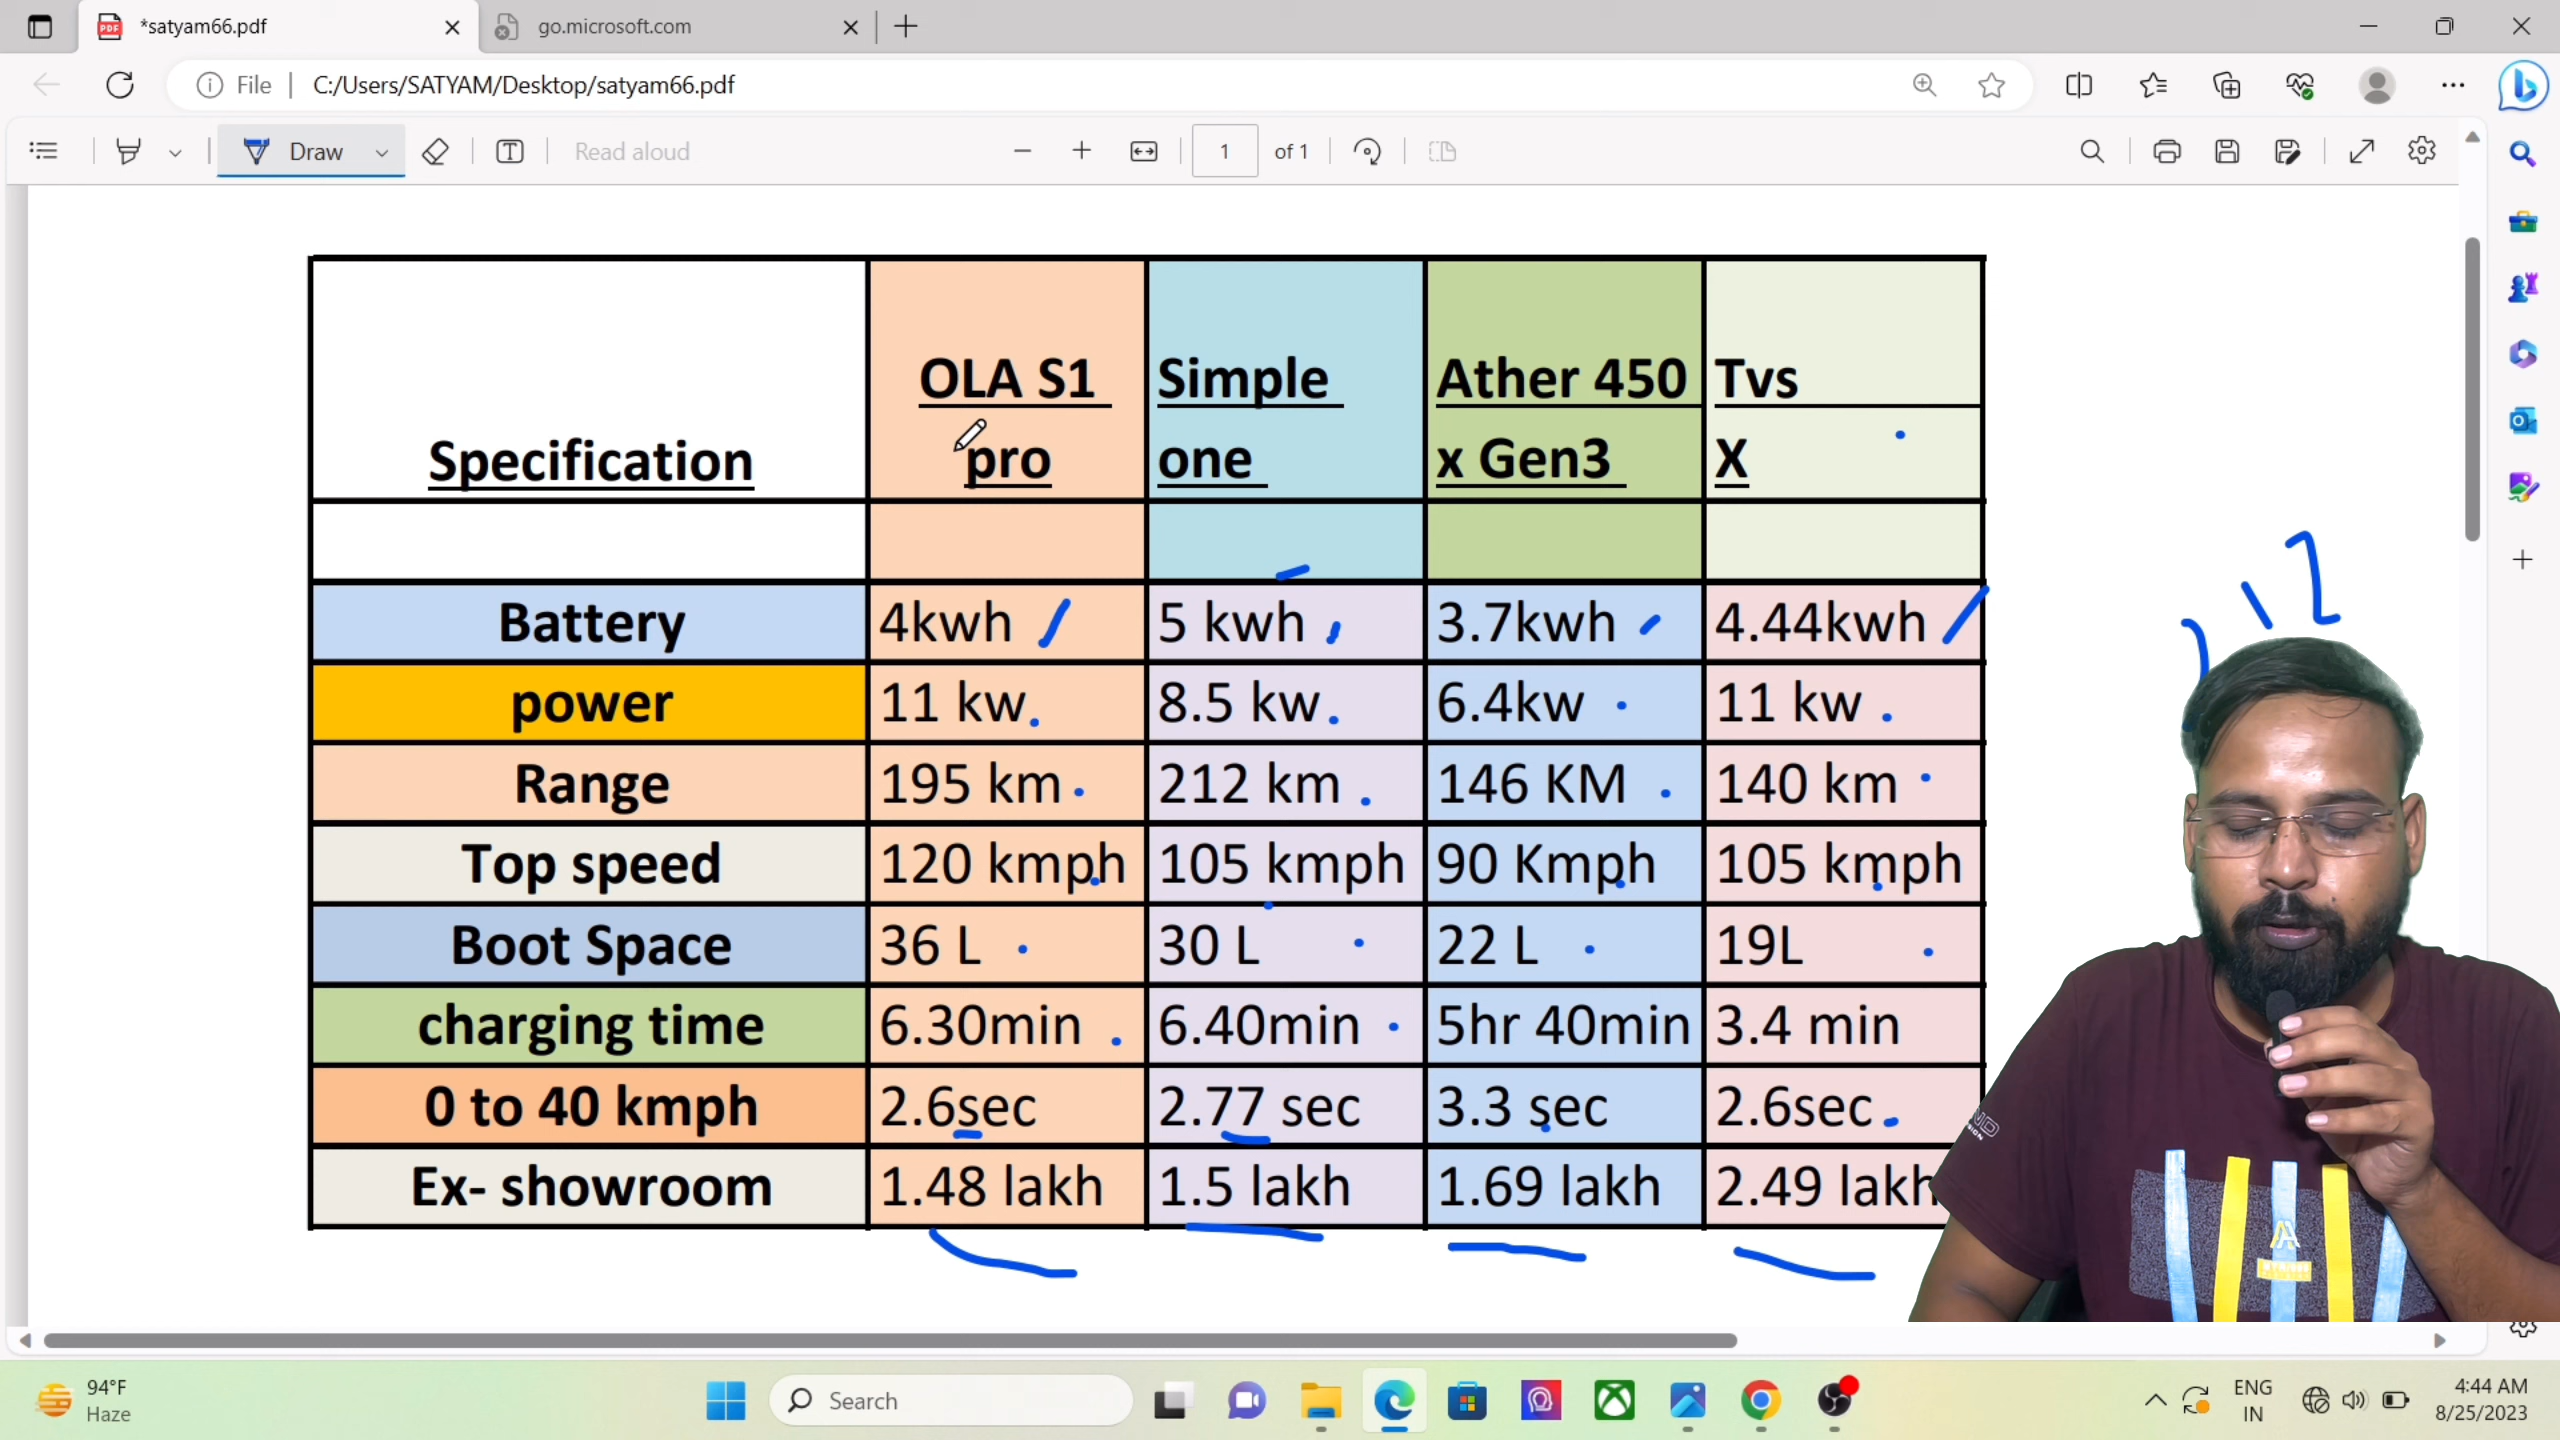 *satyam66.pdf
go.microsoft.com
File
C:/Users/SATYAM/Desktop/satyam66.pdf
Draw
Read aloud
1 of 1
Specification
OLA S1
pro
Simple
one
Ather 450
x Gen3
Tvs
X
Battery 4kwh 5 kwh 3.7kwh 4.44kwh
power 11 kw 8.5 kw 6.4kw 11 kw
Range 195 km 212 km 146 KM 140 km
Top speed 120 kmph 105 kmph 90 Kmph 105 kmph
Boot Space 36 L 30 L 22 L 19L
charging time 6.30min 6.40min 5hr 40min 3.4 min
0 to 40 kmph 2.6sec 2.77 sec 3.3 sec 2.6sec
Ex- showroom 1.48 lakh 1.5 lakh 1.69 lakh 2.49 lakh
94°F
Haze
Search
ENG
IN
4:44 AM
8/25/2023